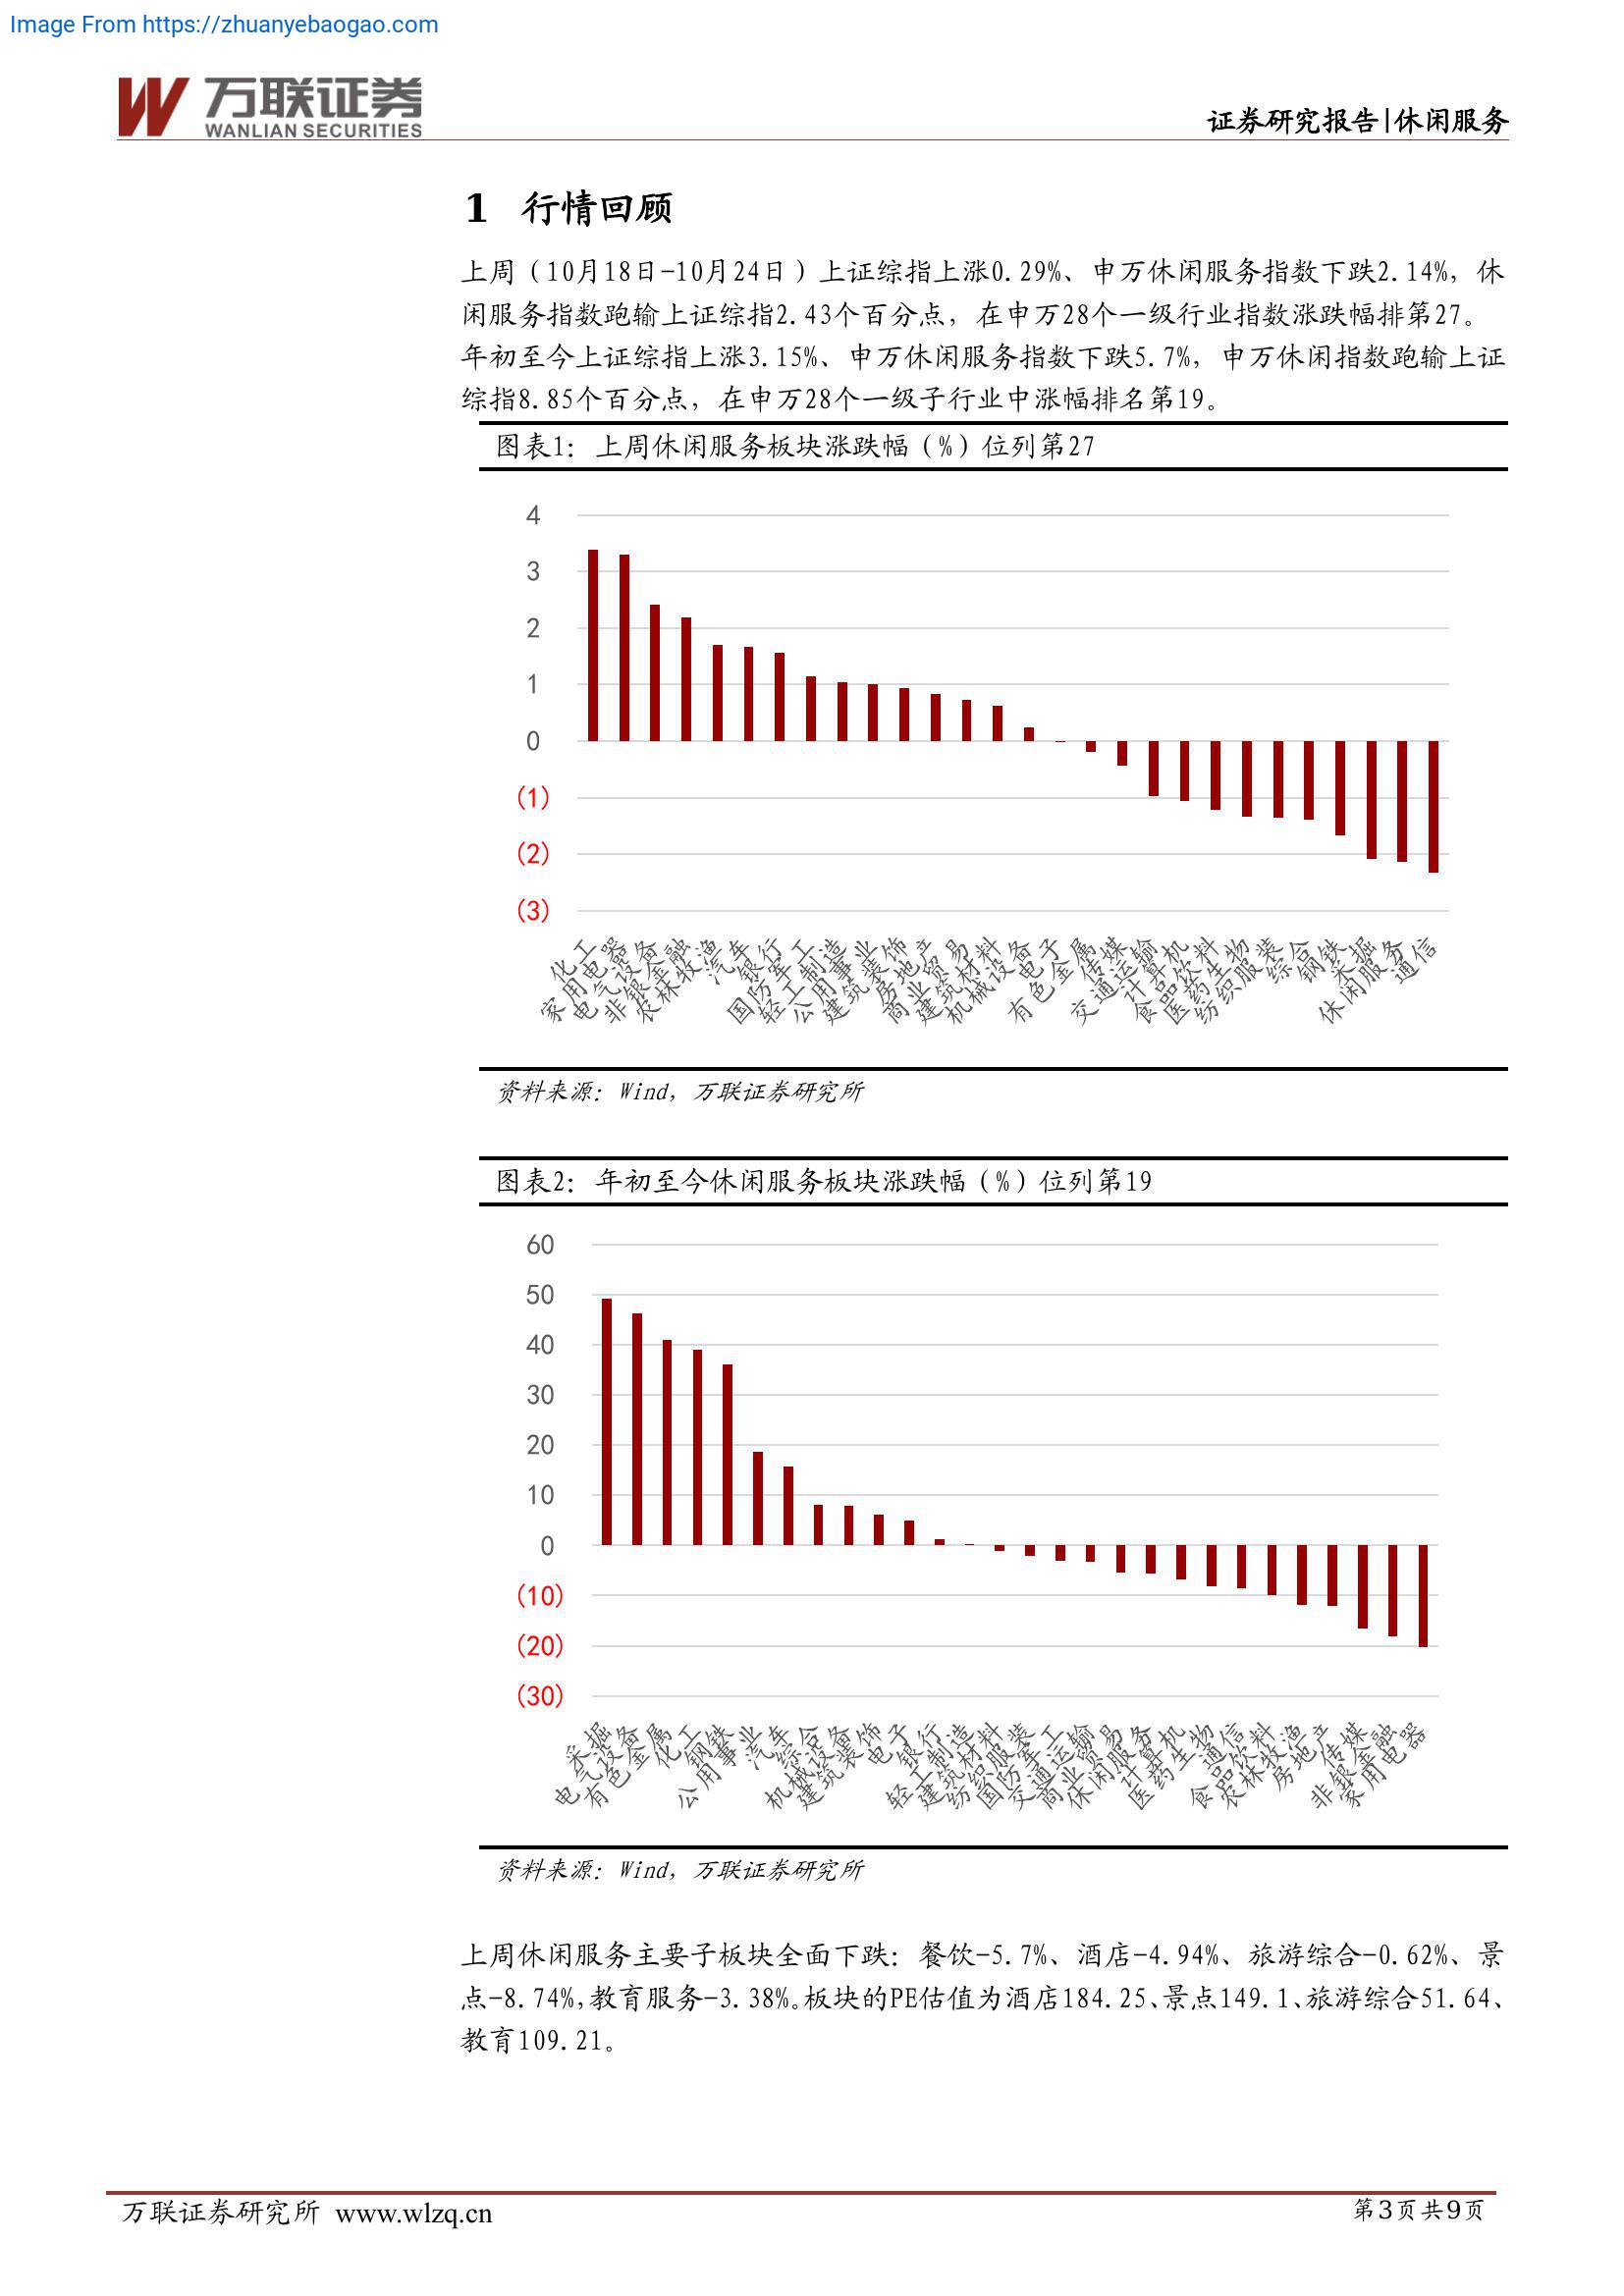 Image From https://zhuanyebaogao.com
万联证券
WANLIAN SECURITIES
证券研究报告|休闲服务
1 行情回顾
上周（10月18日-10月24日）上证综指上涨0.29%、申万休闲服务指数下跌2.14%，休
闲服务指数跑输上证综指2.43个百分点，在申万28个一级行业指数涨跌幅排第27。
年初至今上证综指上涨3.15%、申万休闲服务指数下跌5.7%，申万休闲指数跑输上证
综指8.85个百分点，在申万28个一级子行业中涨幅排名第19。
图表1：上周休闲服务板块涨跌幅（%）位列第27
4
3
2
1
0
(1)
(2)
(3)
化工
家用电器
电气设备
非银金融
农林牧渔
汽车
银行
国防军工
轻工制造
公用事业
建筑装饰
房地产
商业贸易
建筑材料
机械设备
电子
有色金属
传媒
交通运输
计算机
食品饮料
医药生物
纺织服装
综合
钢铁
采掘
休闲服务
通信
资料来源：Wind，万联证券研究所
图表2：年初至今休闲服务板块涨跌幅（%）位列第19
60
50
40
30
20
10
0
(10)
(20)
(30)
采掘
电气设备
有色金属
化工
钢铁
公用事业
汽车
综合
机械设备
建筑装饰
电子
银行
轻工制造
建筑材料
纺织服装
国防军工
交通运输
商业贸易
休闲服务
计算机
医药生物
通信
食品饮料
农林牧渔
房地产
传媒
非银金融
家用电器
资料来源：Wind，万联证券研究所
上周休闲服务主要子板块全面下跌：餐饮-5.7%、酒店-4.94%、旅游综合-0.62%、景
点-8.74%,教育服务-3.38%。板块的PE估值为酒店184.25、景点149.1、旅游综合51.64、
教育109.21。
万联证券研究所 www.wlzq.cn
第3页共9页